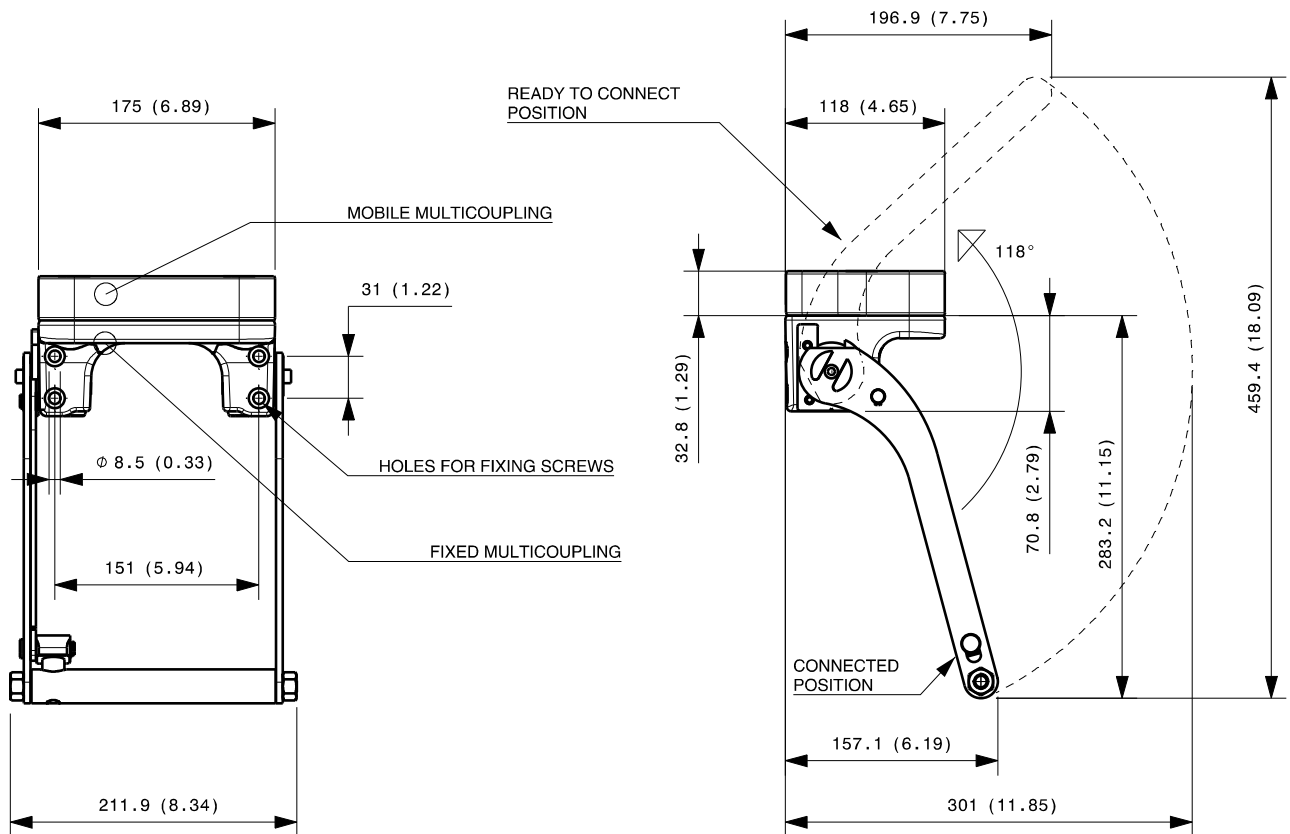 196.9 (7.75)
175 (6.89)
READY TO CONNECT
POSITION
118 (4.65)
MOBILE MULTICOUPLING
118°
31 (1.22)
32.8 (1.29)
459.4 (18.09)
Φ 8.5 (0.33)
HOLES FOR FIXING SCREWS
70.8 (2.79)
283.2 (11.15)
FIXED MULTICOUPLING
151 (5.94)
CONNECTED
POSITION
157.1 (6.19)
211.9 (8.34)
301 (11.85)